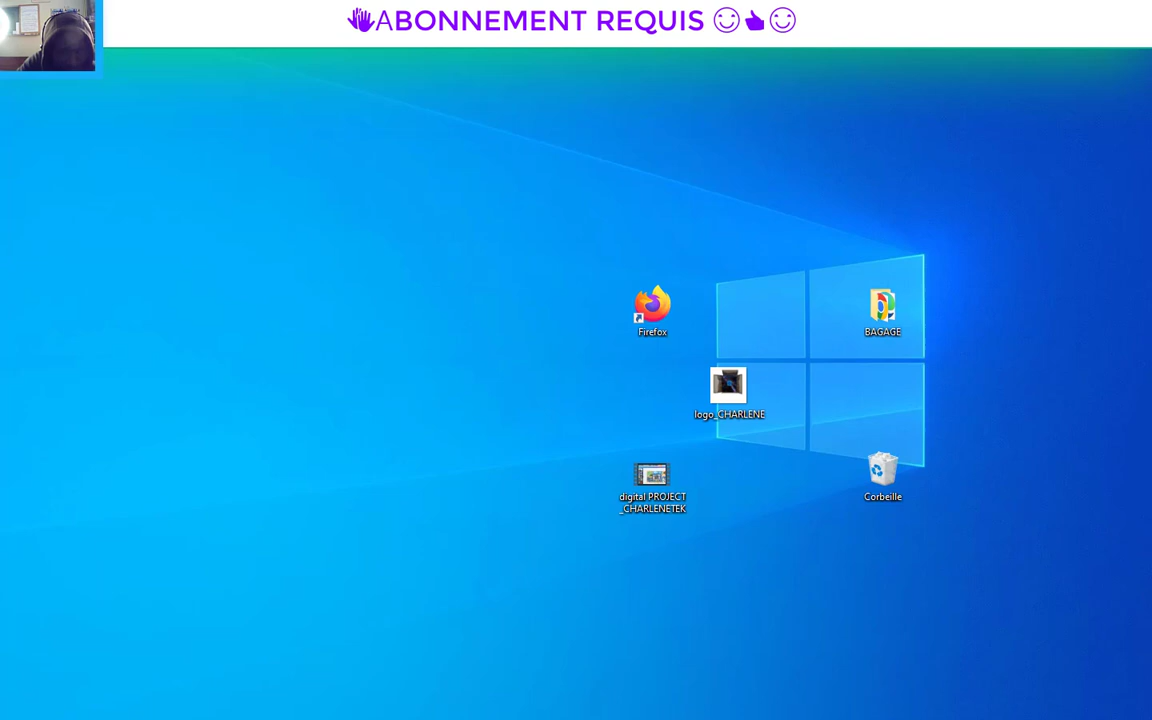 ABONNEMENT REQUIS
Firefox
BAGAGE
logo_CHARLENE
digital PROJECT
_CHARLENETEK
Corbeille